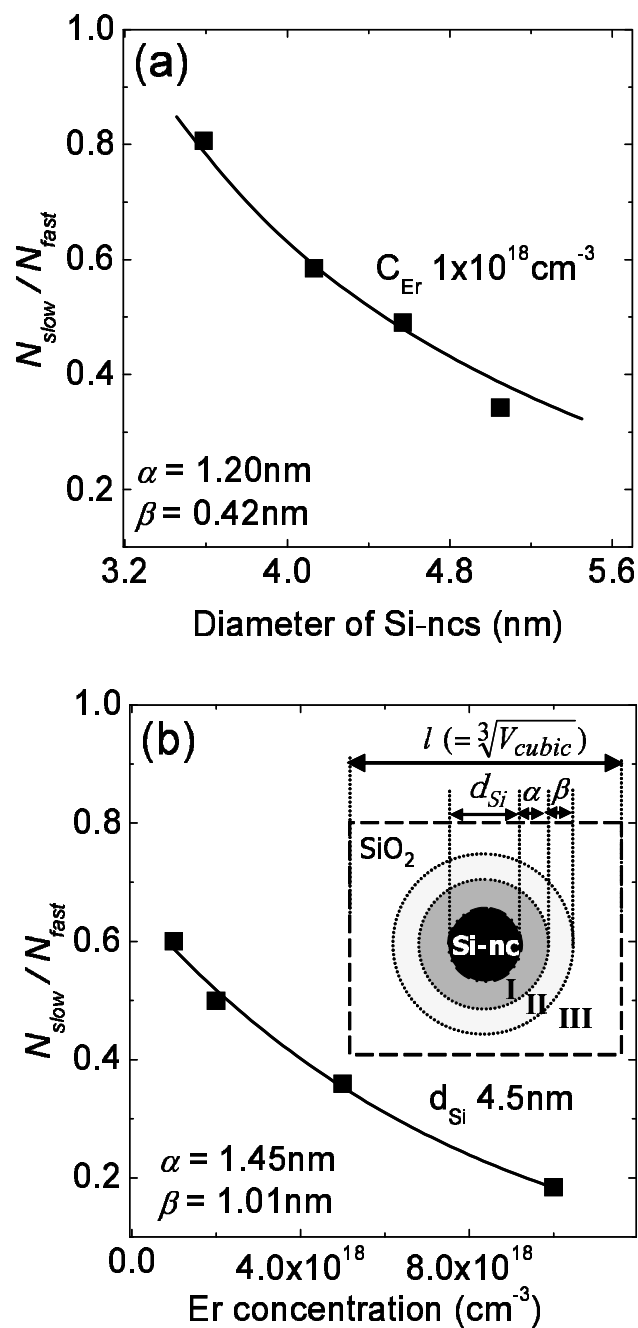 (a)
1.0
0.8
0.6
0.4
0.2
N_slow / N_fast
C_Er 1x10^18 cm^-3
α = 1.20nm
β = 0.42nm
3.2 4.0 4.8 5.6
Diameter of Si-ncs (nm)
(b)
1.0
0.8
0.6
0.4
0.2
N_slow / N_fast
l (= ∛V_cubic)
d_Si α β
SiO₂
Si-nc
I
II
III
d_Si 4.5nm
α = 1.45nm
β = 1.01nm
0.0 4.0x10^18 8.0x10^18
Er concentration (cm^-3)